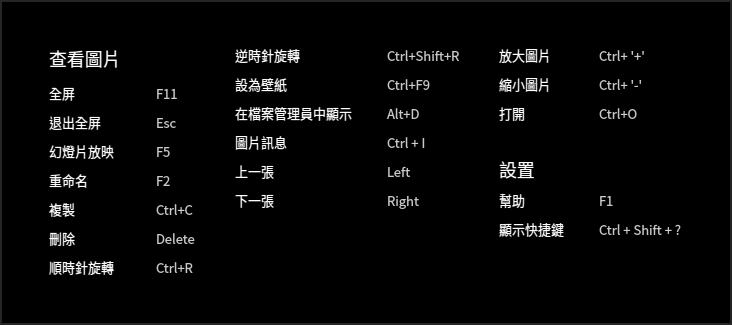 查看圖片
全屏 F11
退出全屏 Esc
幻燈片放映 F5
重命名 F2
複製 Ctrl+C
刪除 Delete
順時針旋轉 Ctrl+R
逆時針旋轉 Ctrl+Shift+R
設為壁紙 Ctrl+F9
在檔案管理員中顯示 Alt+D
圖片訊息 Ctrl + I
上一張 Left
下一張 Right
放大圖片 Ctrl+ '+'
縮小圖片 Ctrl+ '-'
打開 Ctrl+O
設置
幫助 F1
顯示快捷鍵 Ctrl + Shift + ?